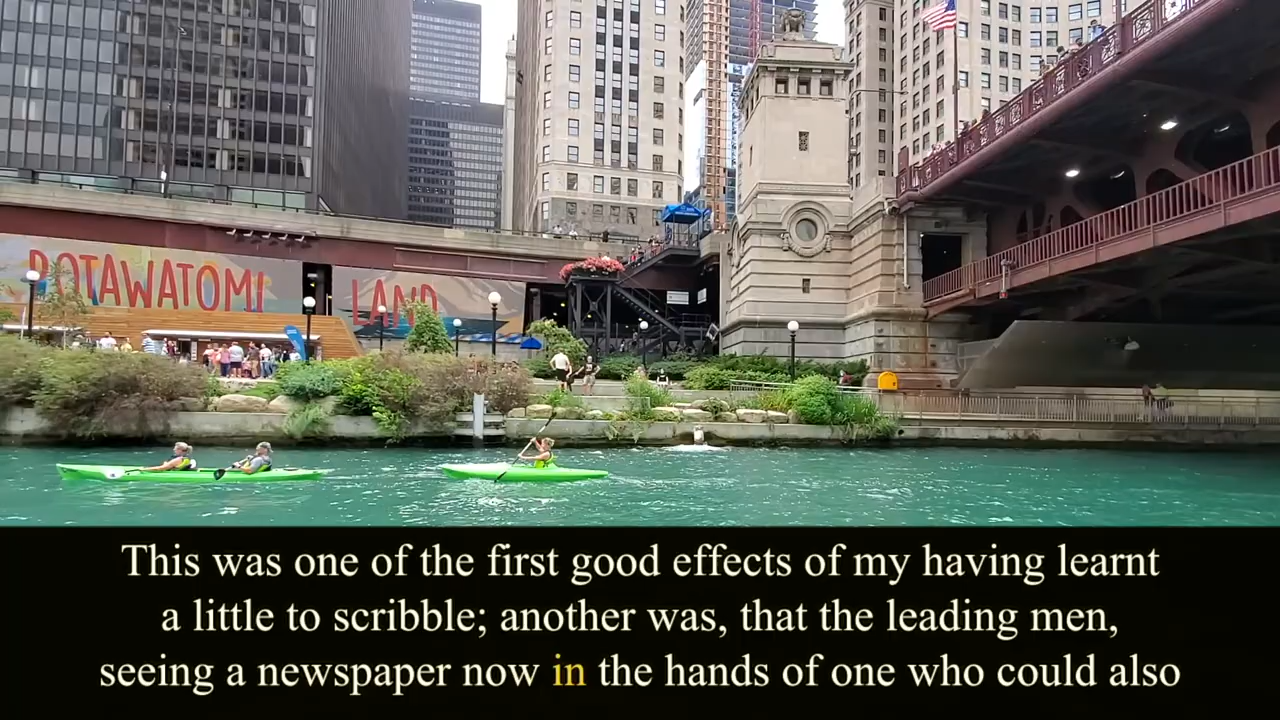 POTAWATOMI
LAND
This was one of the first good effects of my having learnt
a little to scribble; another was, that the leading men,
seeing a newspaper now in the hands of one who could also